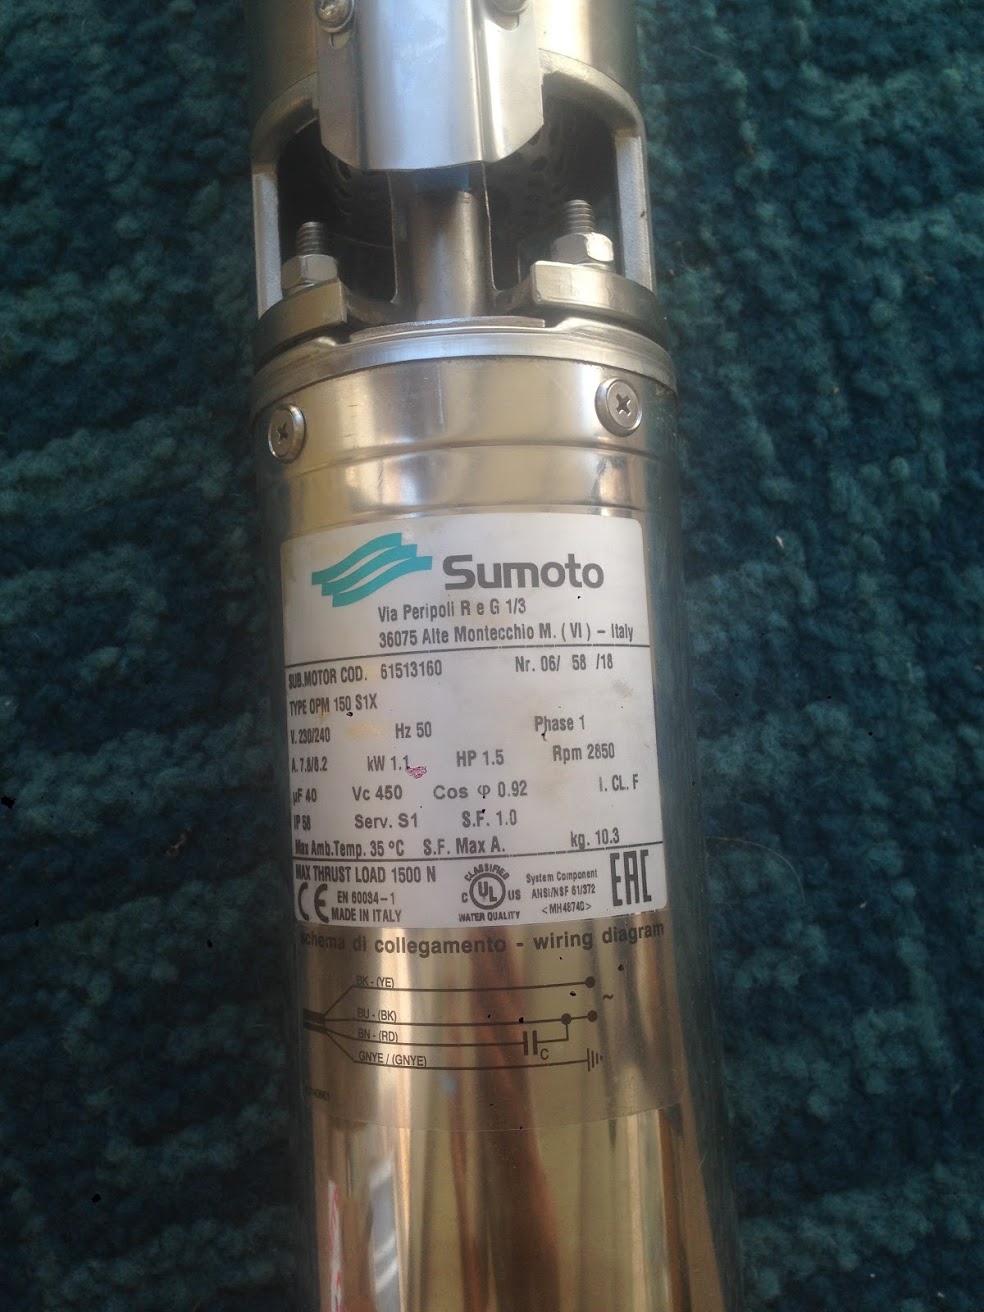 Sumoto
Via Peripoli R e G 1/3
36075 Alte Montecchio M. ( VI ) - Italy
SUB.MOTOR COD. 61513160 Nr. 06/ 58 /18
TYPE OPM 150 S1X
V. 230/240 Hz 50 Phase 1
A. 7.8/8.2 kW 1.1 HP 1.5 Rpm 2850
µF 40 Vc 450 Cos φ 0.92 I. CL. F
IP 58 Serv. S1 S.F. 1.0
Max Amb.Temp. 35 °C S.F. Max A. kg. 10.3
MAX THRUST LOAD 1500 N
CE EN 60034-1
MADE IN ITALY
CLASSIFIED
C UL US
WATER QUALITY
System Component
ANSI/NSF 61/372
<MH48740>
EAC
schema di collegamento - wiring diagram
BK - (YE)
~
BU - (BK)
BN - (RD)
C
GNYE / (GNYE)